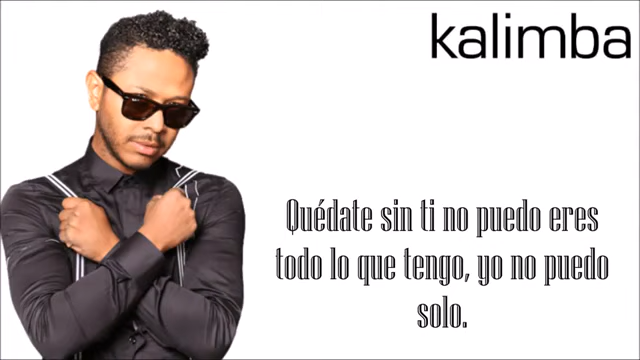 kalimba
Quédate sin ti no puedo eres
todo lo que tengo, yo no puedo
solo.